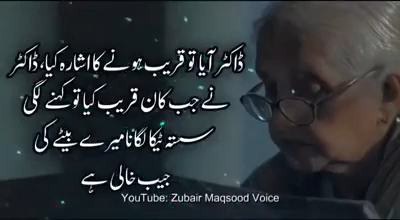 ڈاکٹر آیا تو قریب ہونے کا اشارہ کیا، ڈاکٹر
نے جب کان قریب کیا تو کہنے لگی
سستہ ٹیکا لگانا میرے بیٹے کی
جیب خالی ہے
YouTube: Zubair Maqsood Voice